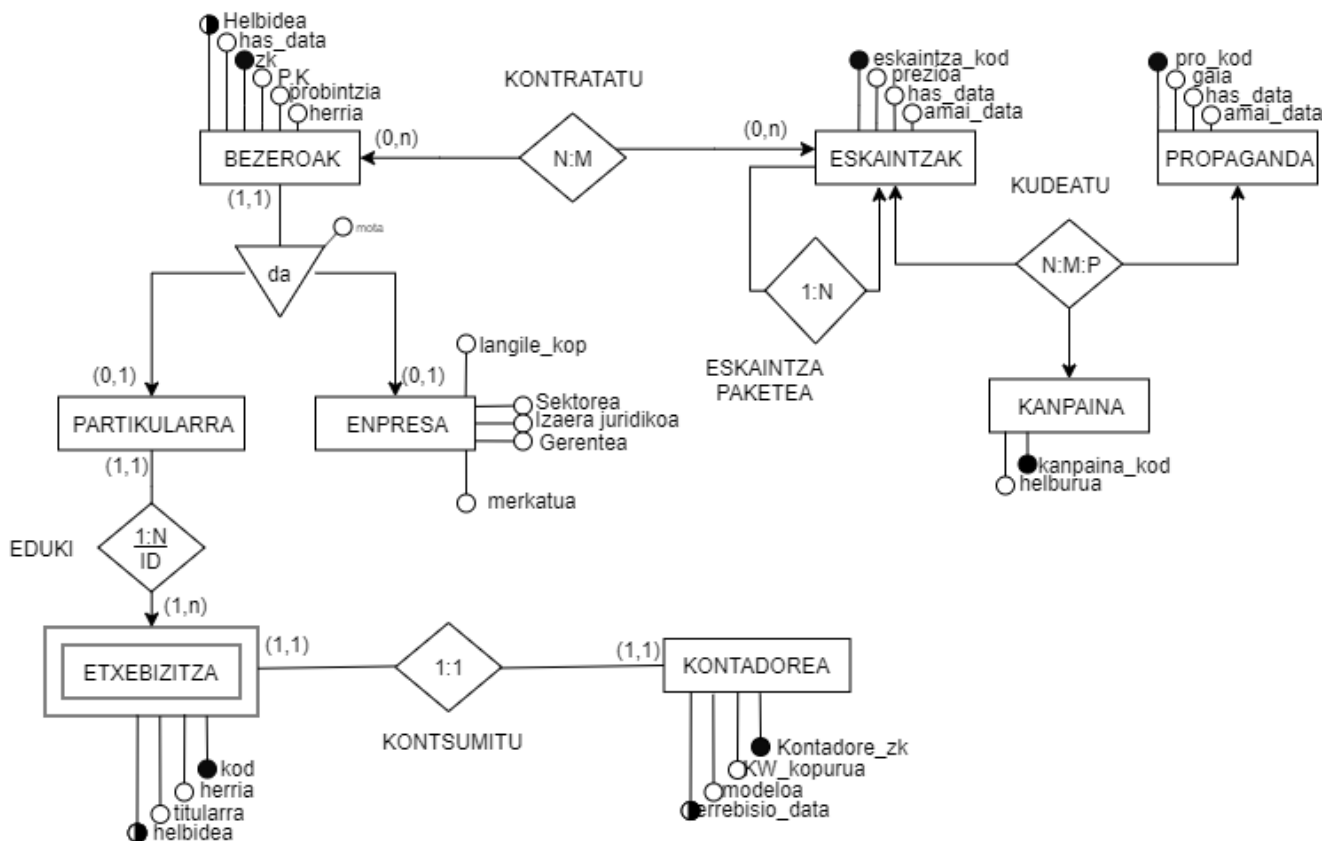 Helbidea
has_data
zk
P.K
probintzia
herria
BEZEROAK
(0,n)
(1,1)
KONTRATATU
N:M
(0,n)
eskaintza_kod
prezioa
has_data
amai_data
ESKAINTZAK
pro_kod
gaia
has_data
amai_data
PROPAGANDA
KUDEATU
N:M:P
1:N
ESKAINTZA
PAKETEA
mota
da
(0,1)
(0,1)
PARTIKULARRA
(1,1)
langile_kop
ENPRESA
Sektorea
Izaera juridikoa
Gerentea
merkatua
KANPAINA
kanpaina_kod
helburua
EDUKI
1:N
ID
(1,n)
ETXEBIZITZA
(1,1)
1:1
(1,1)
KONTSUMITU
KONTADOREA
kod
herria
titularra
helbidea
Kontadore_zk
KW_kopurua
modeloa
errebisio_data